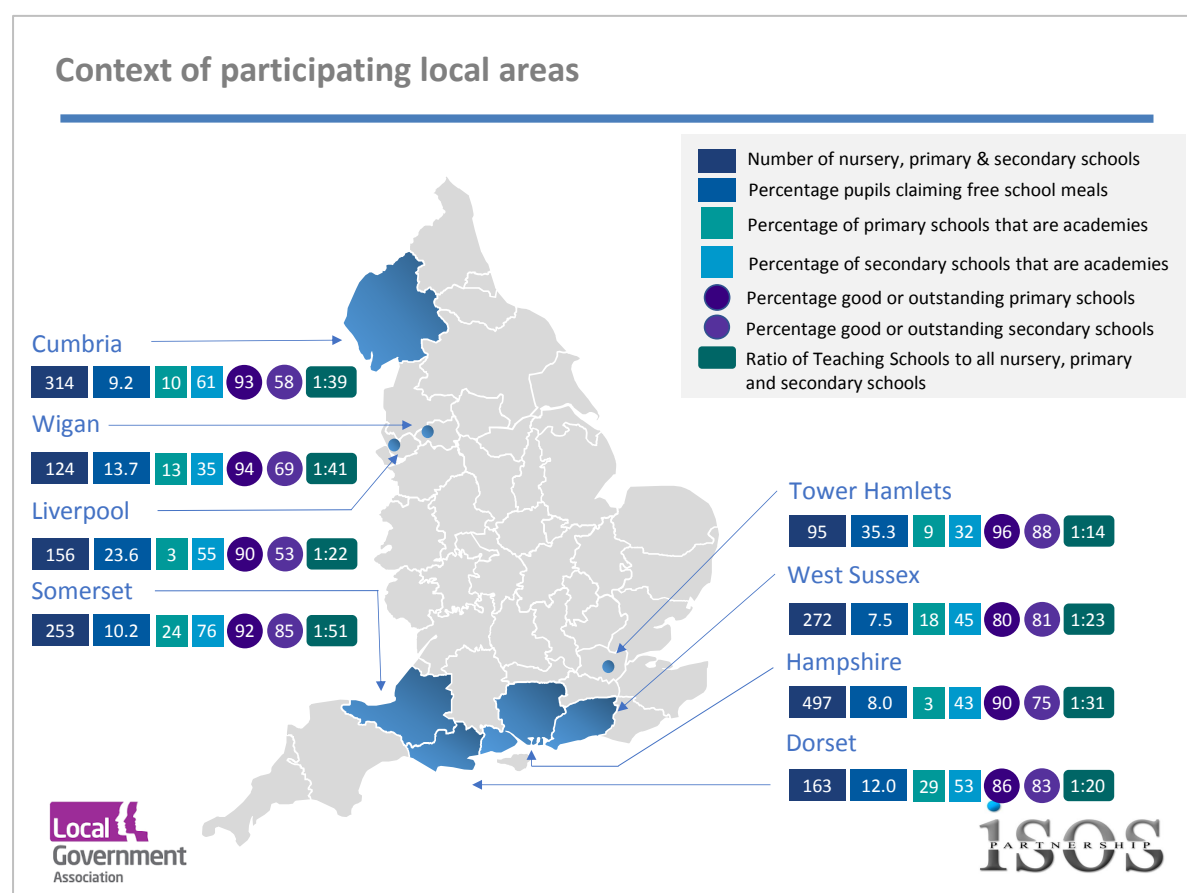 Context of participating local areas
Number of nursery, primary & secondary schools
Percentage pupils claiming free school meals
Percentage of primary schools that are academies
Percentage of secondary schools that are academies
Percentage good or outstanding primary schools
Percentage good or outstanding secondary schools
Ratio of Teaching Schools to all nursery, primary
and secondary schools
Cumbria
314 9.2 10 61 93 58 1:39
Wigan
124 13.7 13 35 94 69 1:41
Liverpool
156 23.6 3 55 90 53 1:22
Somerset
253 10.2 24 76 92 85 1:51
Tower Hamlets
95 35.3 9 32 96 88 1:14
West Sussex
272 7.5 18 45 80 81 1:23
Hampshire
497 8.0 3 43 90 75 1:31
Dorset
163 12.0 29 53 86 83 1:20
Local
Government
Association
isos
PARTNERSHIP